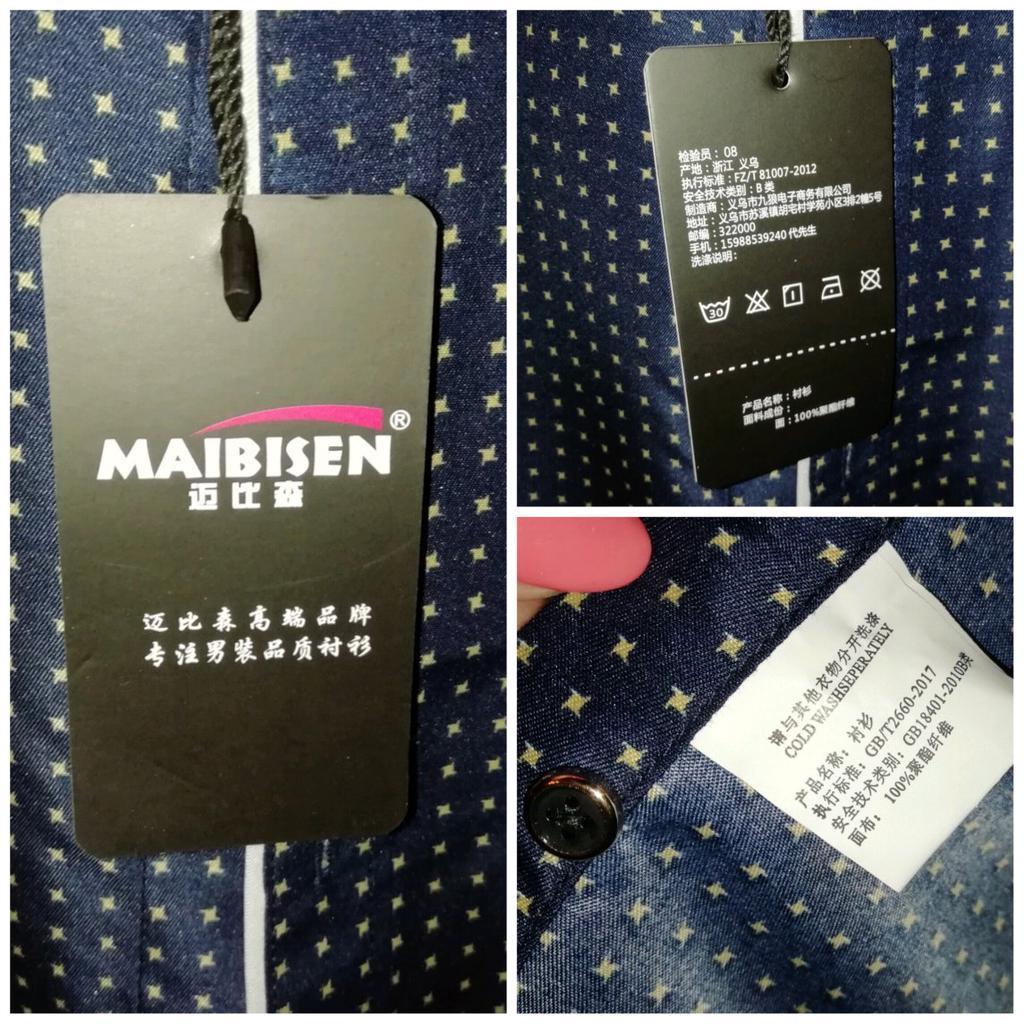 MAIBISEN®
迈比森
迈比森高端品牌
专注男装品质衬衫
检验员：08
产地：浙江 义乌
执行标准：FZ/T 81007-2012
安全技术类别：B 类
制造商：义乌市九狼电子商务有限公司
地址：义乌市苏溪镇胡宅村学苑小区3排2幢5号
邮编：322000
手机：15988539240 代先生
洗涤说明：
30
产品名称：衬衫
面料成份：
面：100%聚酯纤维
请与其他衣物分开洗涤
COLD WASHSEPERATELY
产品名称：衬衫
执行标准：GB/T2660-2017
安全技术类别：GB18401-2010B类
面布：100%聚酯纤维